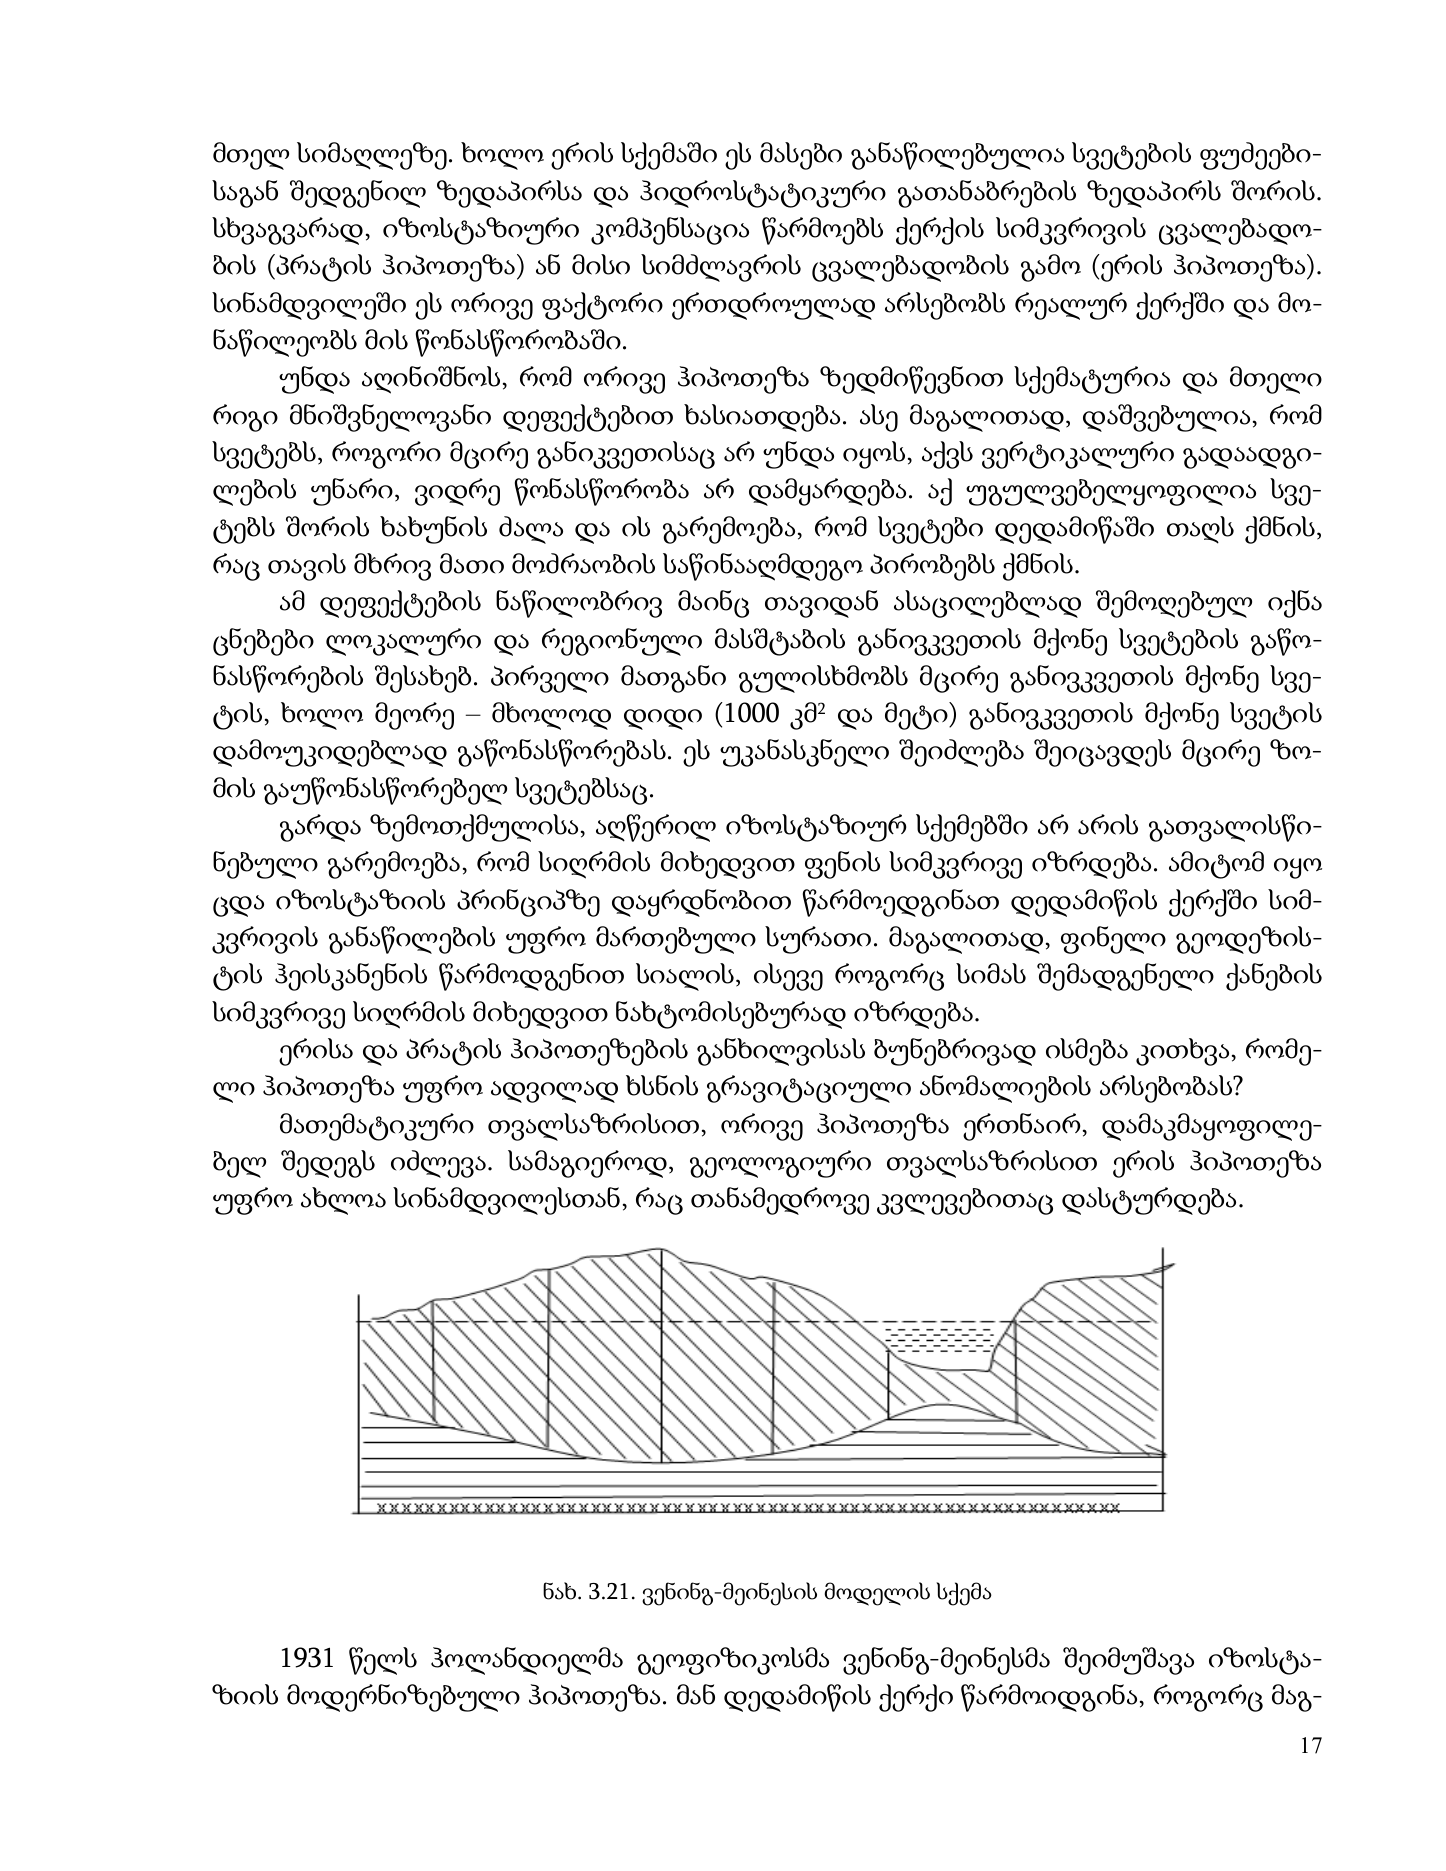 მთელ სიმაღლეზე. ხოლო ერის სქემაში ეს მასები განაწილებულია სვეტების ფუძეები-
საგან შედგენილ ზედაპირსა და ჰიდროსტატიკური გათანაბრების ზედაპირს შორის.
სხვაგვარად, იზოსტაზიური კომპენსაცია წარმოებს ქერქის სიმკვრივის ცვალებადო-
ბის (პრატის ჰიპოთეზა) ან მისი სიმძლავრის ცვალებადობის გამო (ერის ჰიპოთეზა).
სინამდვილეში ეს ორივე ფაქტორი ერთდროულად არსებობს რეალურ ქერქში და მო-
ნაწილეობს მის წონასწორობაში.
უნდა აღინიშნოს, რომ ორივე ჰიპოთეზა ზედმიწევნით სქემატურია და მთელი
რიგი მნიშვნელოვანი დეფექტებით ხასიათდება. ასე მაგალითად, დაშვებულია, რომ
სვეტებს, როგორი მცირე განიკვეთისაც არ უნდა იყოს, აქვს ვერტიკალური გადაადგი-
ლების უნარი, ვიდრე წონასწორობა არ დამყარდება. აქ უგულვებელყოფილია სვე-
ტებს შორის ხახუნის ძალა და ის გარემოება, რომ სვეტები დედამიწაში თაღს ქმნის,
რაც თავის მხრივ მათი მოძრაობის საწინააღმდეგო პირობებს ქმნის.
ამ დეფექტების ნაწილობრივ მაინც თავიდან ასაცილებლად შემოღებულ იქნა
ცნებები ლოკალური და რეგიონული მასშტაბის განივკვეთის მქონე სვეტების გაწო-
ნასწორების შესახებ. პირველი მათგანი გულისხმობს მცირე განივკვეთის მქონე სვე-
ტის, ხოლო მეორე – მხოლოდ დიდი (1000 კმ² და მეტი) განივკვეთის მქონე სვეტის
დამოუკიდებლად გაწონასწორებას. ეს უკანასკნელი შეიძლება შეიცავდეს მცირე ზო-
მის გაუწონასწორებელ სვეტებსაც.
გარდა ზემოთქმულისა, აღწერილ იზოსტაზიურ სქემებში არ არის გათვალისწი-
ნებული გარემოება, რომ სიღრმის მიხედვით ფენის სიმკვრივე იზრდება. ამიტომ იყო
ცდა იზოსტაზიის პრინციპზე დაყრდნობით წარმოედგინათ დედამიწის ქერქში სიმ-
კვრივის განაწილების უფრო მართებული სურათი. მაგალითად, ფინელი გეოდეზის-
ტის ჰეისკანენის წარმოდგენით სიალის, ისევე როგორც სიმას შემადგენელი ქანების
სიმკვრივე სიღრმის მიხედვით ნახტომისებურად იზრდება.
ერისა და პრატის ჰიპოთეზების განხილვისას ბუნებრივად ისმება კითხვა, რომე-
ლი ჰიპოთეზა უფრო ადვილად ხსნის გრავიტაციული ანომალიების არსებობას?
მათემატიკური თვალსაზრისით, ორივე ჰიპოთეზა ერთნაირ, დამაკმაყოფილე-
ბელ შედეგს იძლევა. სამაგიეროდ, გეოლოგიური თვალსაზრისით ერის ჰიპოთეზა
უფრო ახლოა სინამდვილესთან, რაც თანამედროვე კვლევებითაც დასტურდება.
ნახ. 3.21. ვენინგ-მეინესის მოდელის სქემა
1931 წელს ჰოლანდიელმა გეოფიზიკოსმა ვენინგ-მეინესმა შეიმუშავა იზოსტა-
ზიის მოდერნიზებული ჰიპოთეზა. მან დედამიწის ქერქი წარმოიდგინა, როგორც მაგ-
17